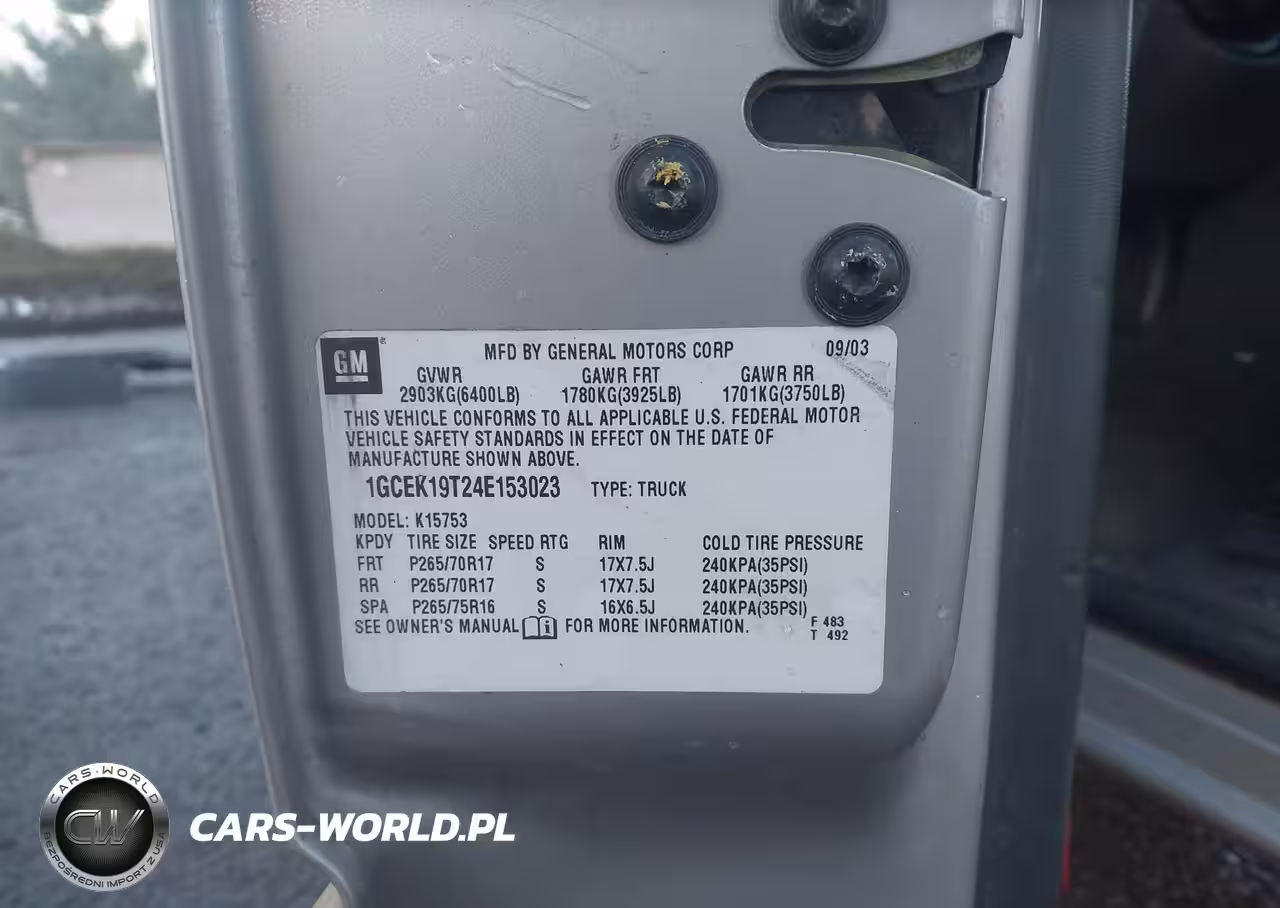 GM
MFD BY GENERAL MOTORS CORP 09/03
GVWR GAWR FRT GAWR RR
2903KG(6400LB) 1780KG(3925LB) 1701KG(3750LB)
THIS VEHICLE CONFORMS TO ALL APPLICABLE U.S. FEDERAL MOTOR
VEHICLE SAFETY STANDARDS IN EFFECT ON THE DATE OF
MANUFACTURE SHOWN ABOVE.
1GCEK19T24E153023 TYPE: TRUCK
MODEL: K15753
KPDY TIRE SIZE SPEED RTG RIM COLD TIRE PRESSURE
FRT P265/70R17 S 17X7.5J 240KPA(35PSI)
RR P265/70R17 S 17X7.5J 240KPA(35PSI)
SPA P265/75R16 S 16X6.5J 240KPA(35PSI)
SEE OWNER'S MANUAL FOR MORE INFORMATION. F 483
T 492
CARS-WORLD
CW
BEZPOŚREDNI IMPORT Z USA
CARS-WORLD.PL